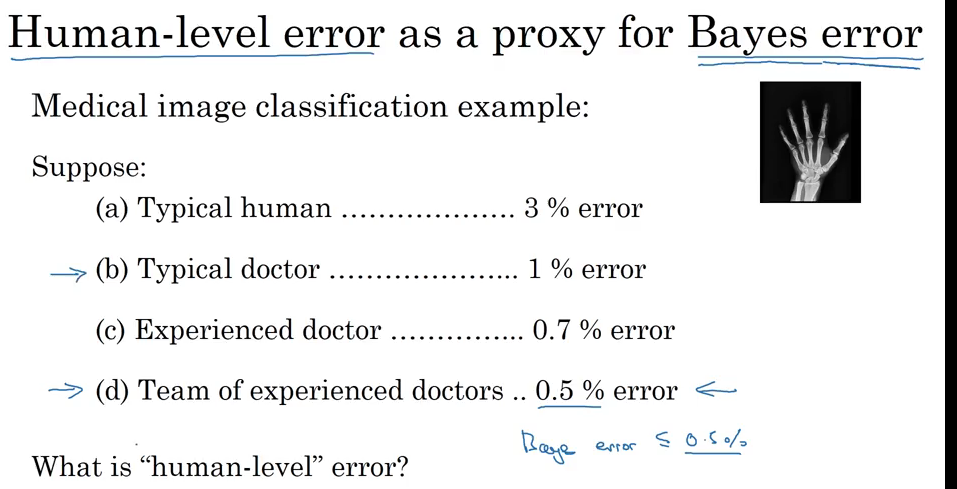 Human-level error as a proxy for Bayes error
Medical image classification example:
Suppose:
(a) Typical human ................... 3 % error
(b) Typical doctor ..................... 1 % error
(c) Experienced doctor .............. 0.7 % error
(d) Team of experienced doctors .. 0.5 % error
Baye error ≤ 0.5%
What is “human-level” error?